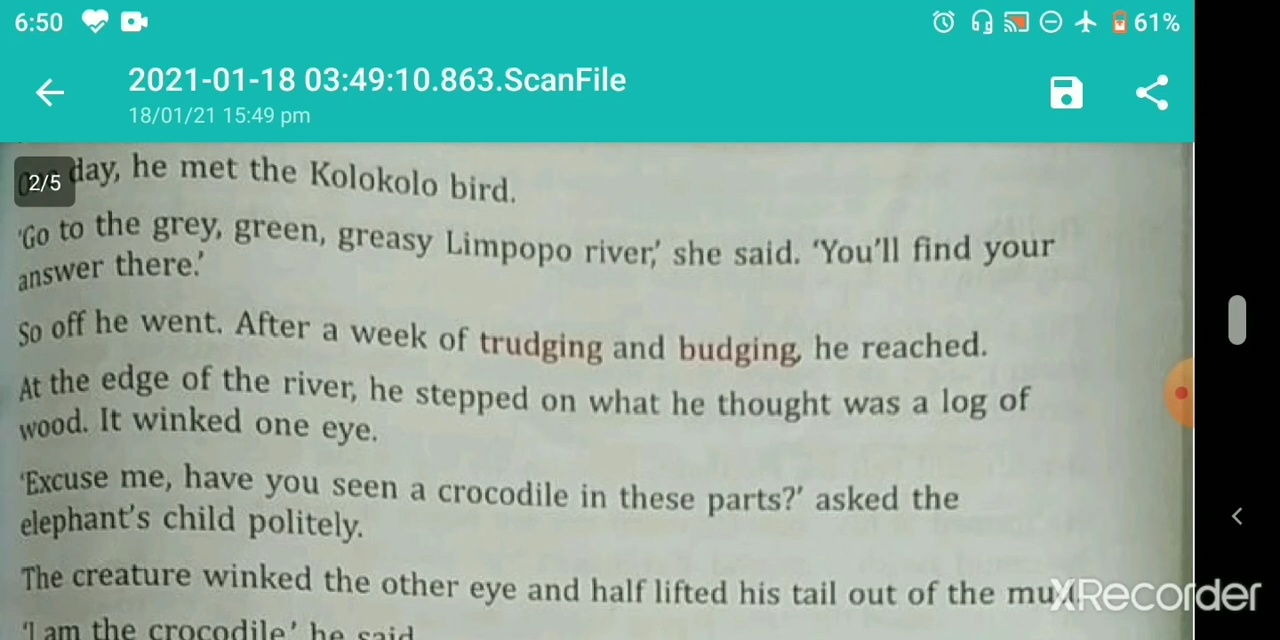 6:50
61%
2021-01-18 03:49:10.863.ScanFile
18/01/21 15:49 pm
2/5
day, he met the Kolokolo bird.
'Go to the grey, green, greasy Limpopo river,' she said. 'You'll find your
answer there.'
So off he went. After a week of trudging and budging, he reached.
At the edge of the river, he stepped on what he thought was a log of
wood. It winked one eye.
'Excuse me, have you seen a crocodile in these parts?' asked the
elephant's child politely.
The creature winked the other eye and half lifted his tail out of the
XRecorder
'I am the crocodile,' he said.